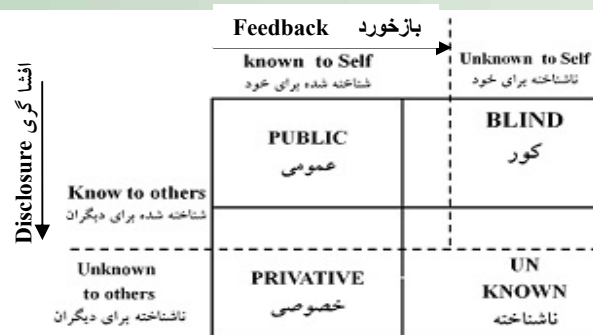 Feedback بازخورد
known to Self
شناخته شده برای خود
Unknown to Self
ناشناخته برای خود
Disclosure افشا گری
PUBLIC
عمومی
BLIND
کور
Know to others
شناخته شده برای دیگران
Unknown
to others
ناشناخته برای دیگران
PRIVATIVE
خصوصی
UN
KNOWN
ناشناخته